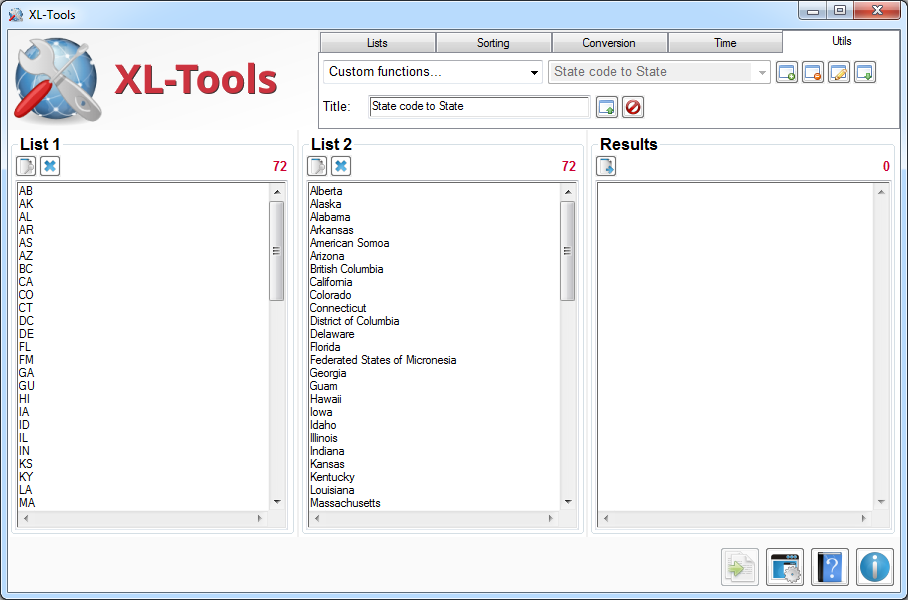 XL-Tools
XL-Tools
Lists
Sorting
Conversion
Time
Utils
Custom functions...
State code to State
Title:
State code to State
List 1
72
AB
AK
AL
AR
AS
AZ
BC
CA
CO
CT
DC
DE
FL
FM
GA
GU
HI
IA
ID
IL
IN
KS
KY
LA
MA
List 2
72
Alberta
Alaska
Alabama
Arkansas
American Somoa
Arizona
British Columbia
California
Colorado
Connecticut
District of Columbia
Delaware
Florida
Federated States of Micronesia
Georgia
Guam
Hawaii
Iowa
Idaho
Illinois
Indiana
Kansas
Kentucky
Louisiana
Massachusetts
Results
0